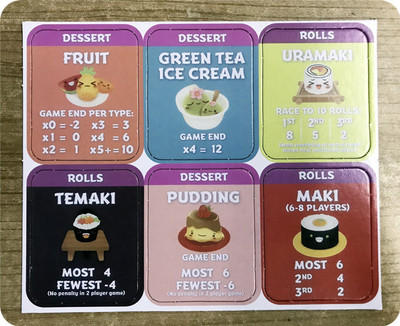 DESSERT
FRUIT
GAME END PER TYPE:
x0 = -2 x3 = 3
x1 = 0 x4 = 6
x2 = 1 x5+=10
DESSERT
GREEN TEA
ICE CREAM
GAME END
x4 = 12
ROLLS
URAMAKI
RACE TO 10 ROLLS
1ST 2ND 3RD
8 5 2
ROLLS
TEMAKI
MOST 4
FEWEST -4
(No penalty in 2 player game)
DESSERT
PUDDING
GAME END
MOST 6
FEWEST -6
(No penalty in 2 player game)
ROLLS
MAKI
(6-8 PLAYERS)
MOST 6
2ND 4
3RD 2